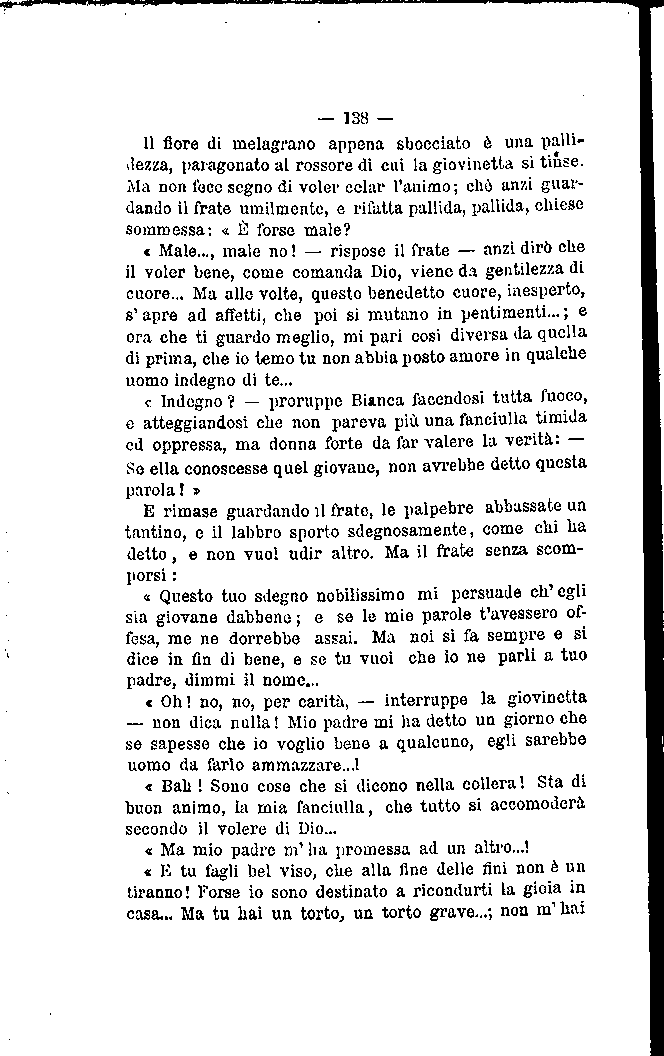 — 138 —
Il fiore di melagrano appena sbocciato è una palli-
dezza, paragonato al rossore di cui la giovinetta si tinse.
Ma non fece segno di voler celar l'animo; chè anzi guar-
dando il frate umilmente, e rifatta pallida, pallida, chiese
sommessa: « È forse male?
« Male..., male no! — rispose il frate — anzi dirò che
il voler bene, come comanda Dio, viene da gentilezza di
cuore... Ma alle volte, questo benedetto cuore, inesperto,
s'apre ad affetti, che poi si mutano in pentimenti...; e
ora che ti guardo meglio, mi pari così diversa da quella
di prima, che io temo tu non abbia posto amore in qualche
uomo indegno di te...
« Indegno? — proruppe Bianca facendosi tutta fuoco,
e atteggiandosi che non pareva più una fanciulla timida
ed oppressa, ma donna forte da far valere la verità: —
Se ella conoscesse quel giovane, non avrebbe detto questa
parola! »
E rimase guardando il frate, le palpebre abbassate un
tantino, e il labbro sporto sdegnosamente, come chi ha
detto, e non vuol udir altro. Ma il frate senza scom-
porsi:
« Questo tuo sdegno nobilissimo mi persuade ch'egli
sia giovane dabbene; e se le mie parole t'avessero of-
fesa, me ne dorrebbe assai. Ma noi si fa sempre e si
dice in fin di bene, e se tu vuoi che io ne parli a tuo
padre, dimmi il nome...
« Oh! no, no, per carità, — interruppe la giovinetta
— non dica nulla! Mio padre mi ha detto un giorno che
se sapesse che io voglio bene a qualcuno, egli sarebbe
uomo da farlo ammazzare...!
« Bah! Sono cose che si dicono nella collera! Sta di
buon animo, la mia fanciulla, che tutto si accomoderà
secondo il volere di Dio...
« Ma mio padre m'ha promessa ad un altro...!
« E tu fagli bel viso, che alla fine delle fini non è un
tiranno! Forse io sono destinato a ricondurti la gioia in
casa... Ma tu hai un torto, un torto grave...; non m'hai